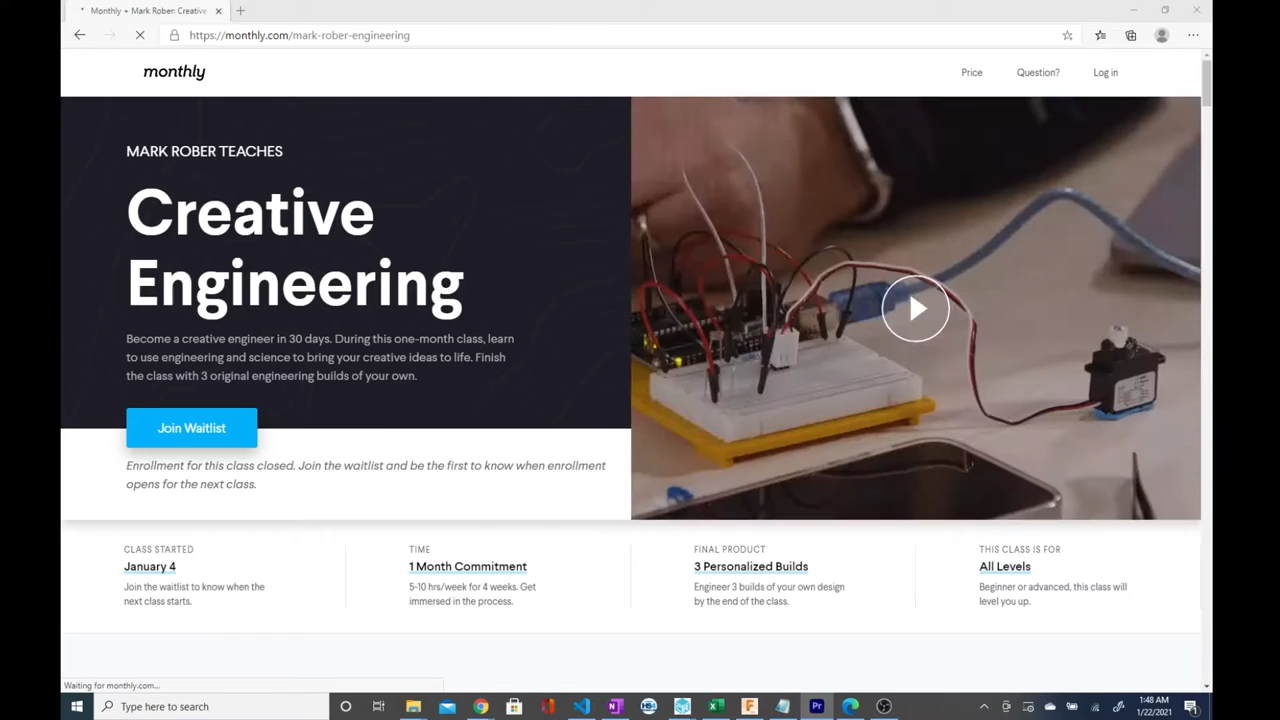 Monthly + Mark Rober: Creative
https://monthly.com/mark-rober-engineering
monthly
Price
Question?
Log in
MARK ROBER TEACHES
Creative
Engineering
Become a creative engineer in 30 days. During this one-month class, learn
to use engineering and science to bring your creative ideas to life. Finish
the class with 3 original engineering builds of your own.
Join Waitlist
Enrollment for this class closed. Join the waitlist and be the first to know when enrollment
opens for the next class.
CLASS STARTED
January 4
Join the waitlist to know when the
next class starts.
TIME
1 Month Commitment
5-10 hrs/week for 4 weeks. Get
immersed in the process.
FINAL PRODUCT
3 Personalized Builds
Engineer 3 builds of your own design
by the end of the class.
THIS CLASS IS FOR
All Levels
Beginner or advanced, this class will
level you up.
Waiting for monthly.com...
Type here to search
Pr
1:48 AM
1/22/2021